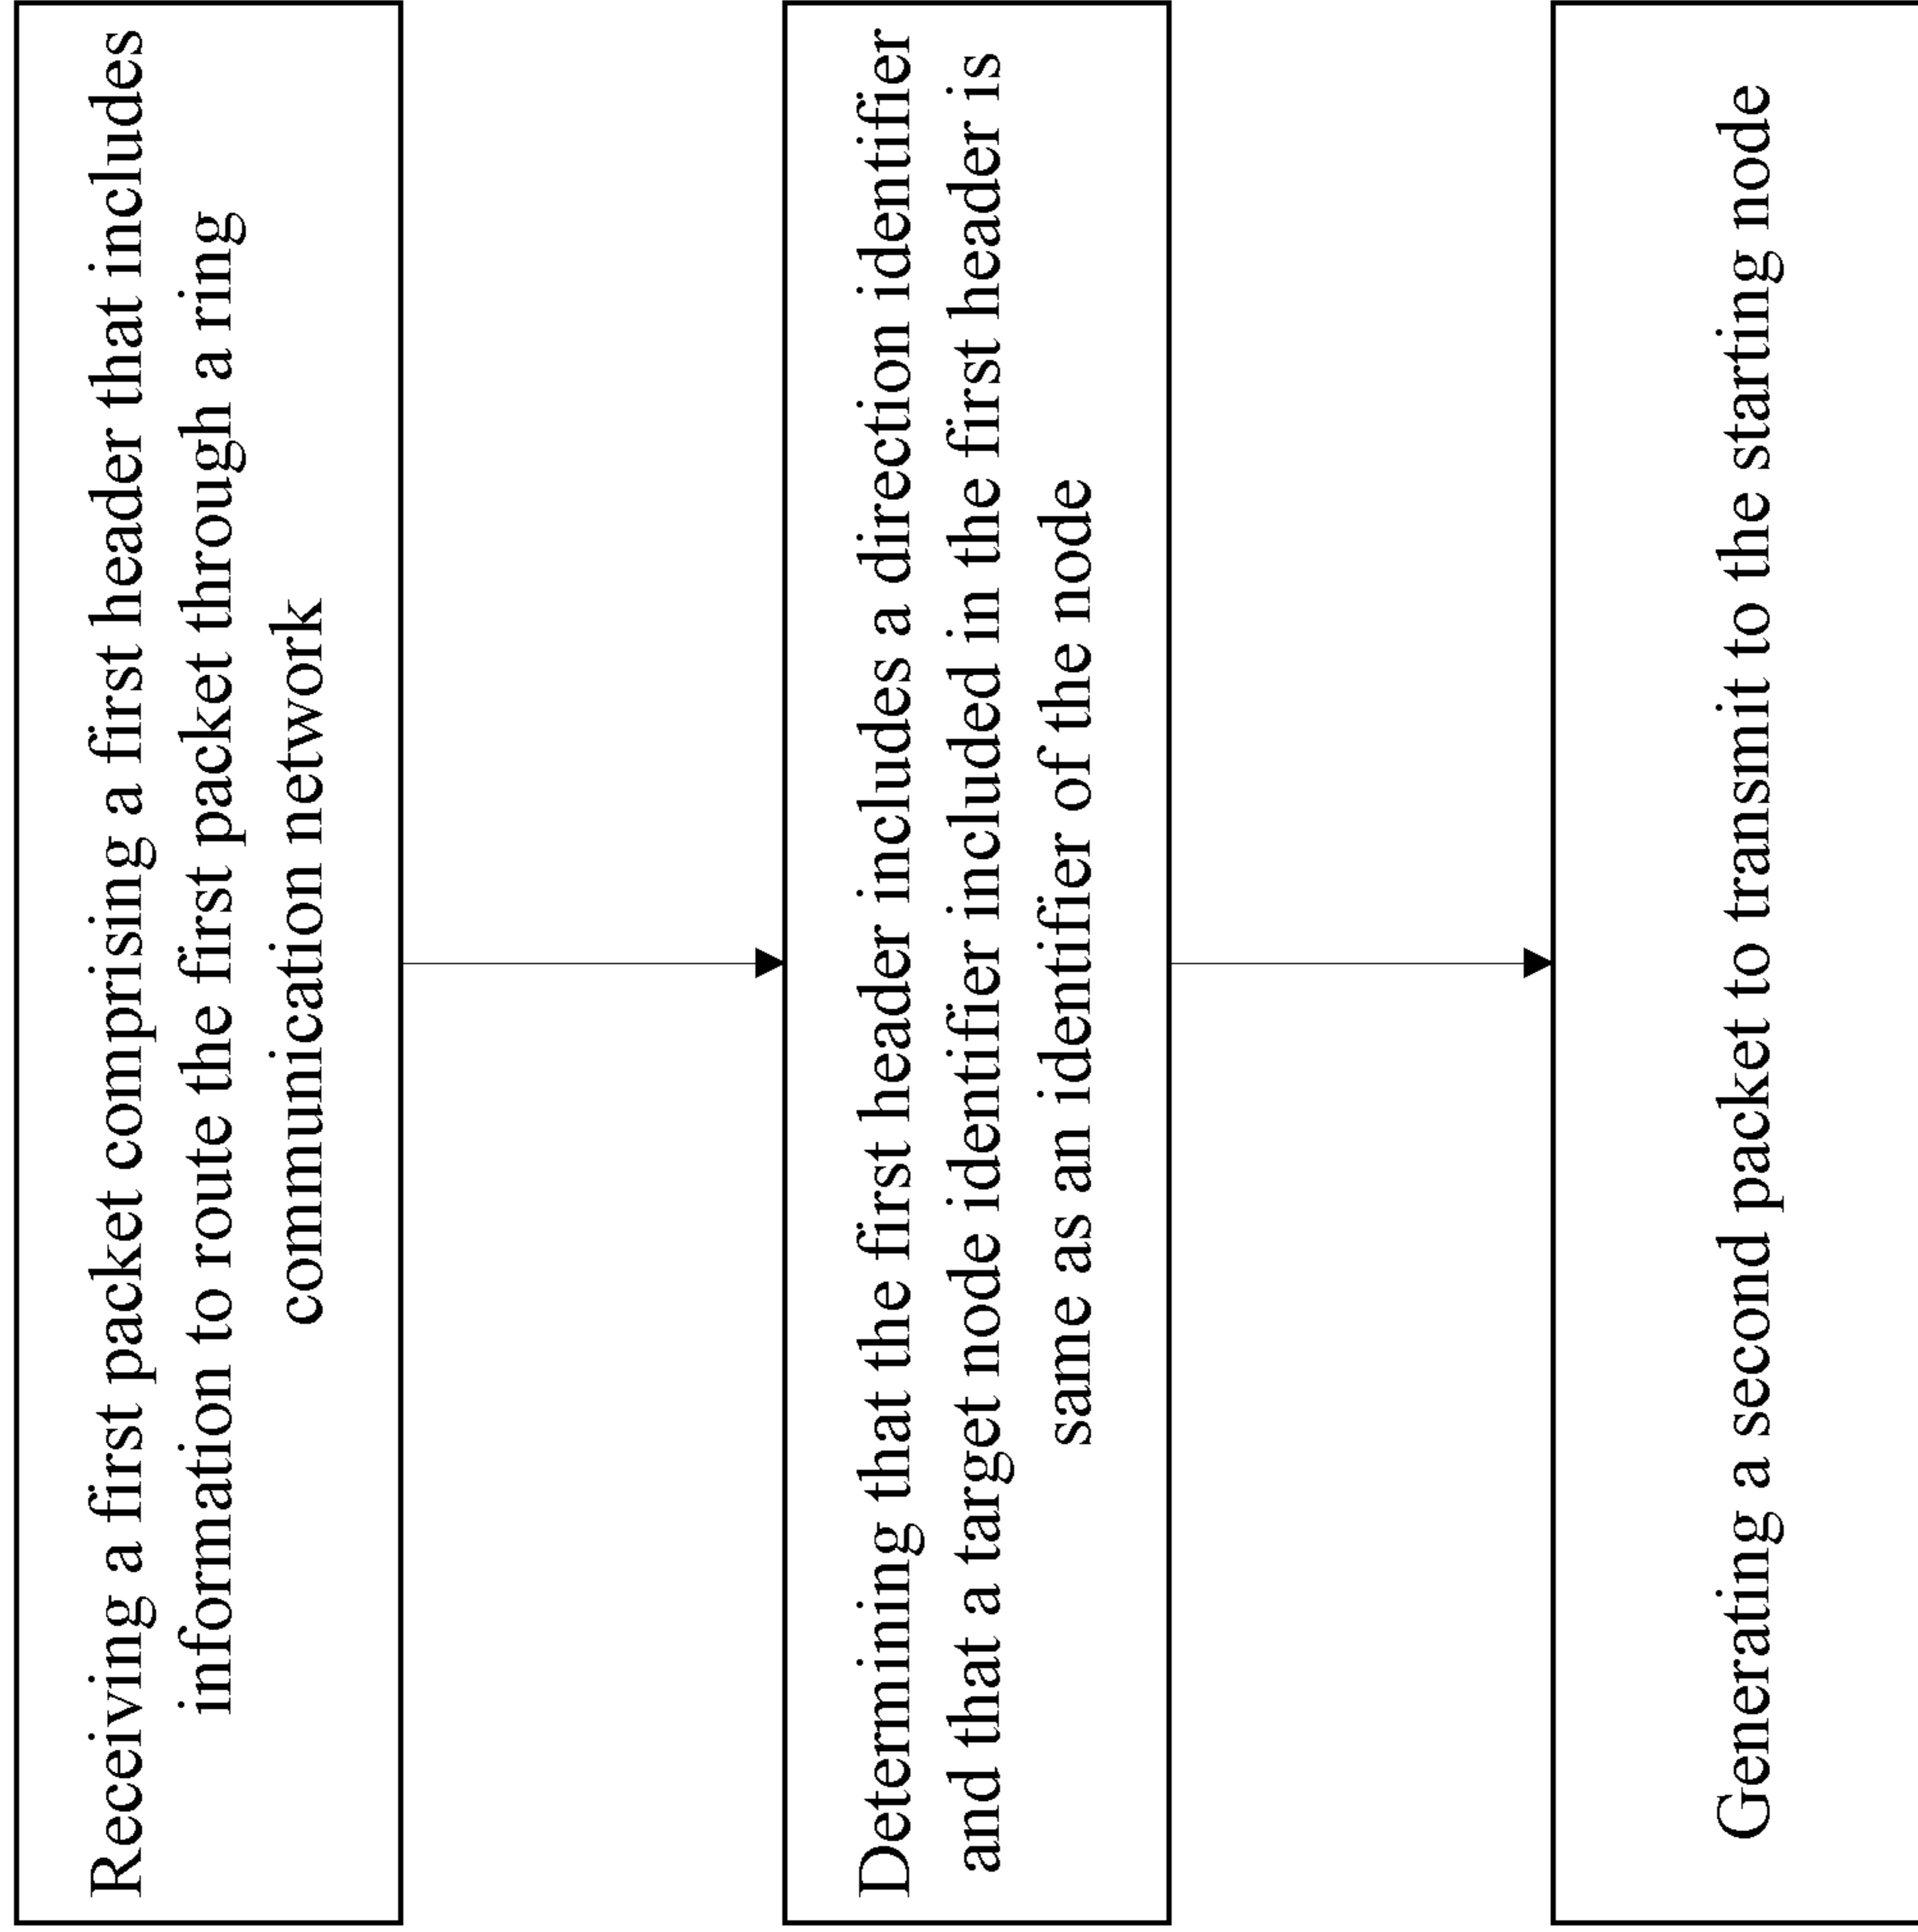 Receiving a first packet comprising a first header that includes
information to route the first packet through a ring
communication network
Determining that the first header includes a direction identifier
and that a target node identifier included in the first header is
same as an identifier of the node
Generating a second packet to transmit to the starting node